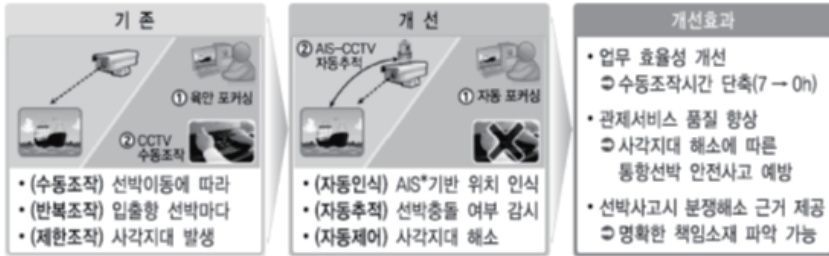 기 존
① 육안 포커싱
② CCTV
수동조작
• (수동조작) 선박이동에 따라
• (반복조작) 입출항 선박마다
• (제한조작) 사각지대 발생
개 선
② AIS-CCTV
자동추적
① 자동 포커싱
• (자동인식) AIS*기반 위치 인식
• (자동추적) 선박충돌 여부 감시
• (자동제어) 사각지대 해소
개선효과
• 업무 효율성 개선
➲ 수동조작시간 단축(7 → 0h)
• 관제서비스 품질 향상
➲ 사각지대 해소에 따른
통항선박 안전사고 예방
• 선박사고시 분쟁해소 근거 제공
➲ 명확한 책임소재 파악 가능